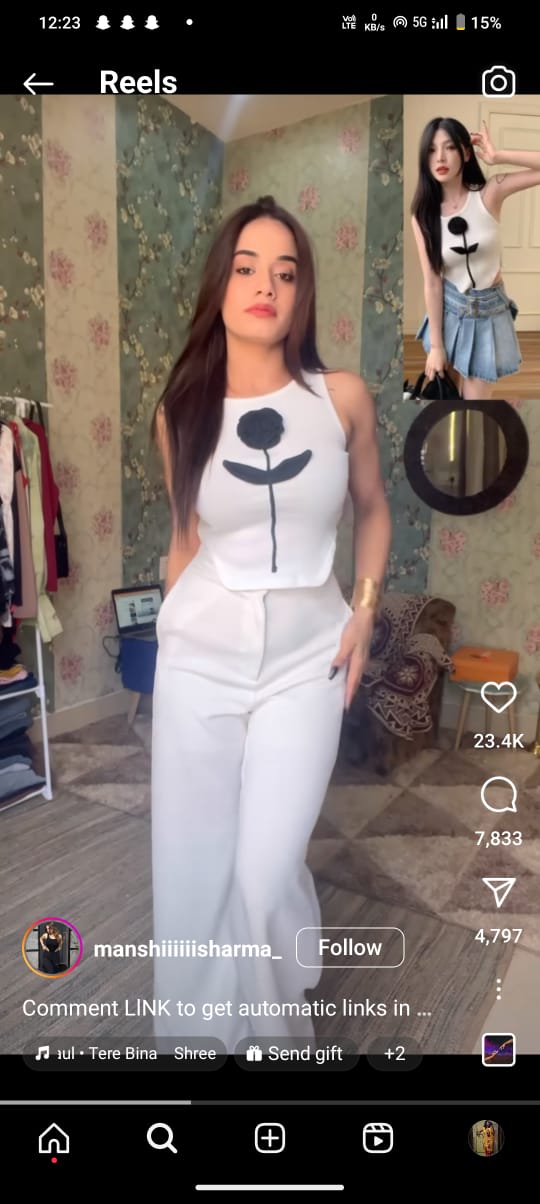 12:23
Vo)) LTE
0 KB/s
5G
15%
Reels
23.4K
7,833
4,797
manshiiiiiisharma_
Follow
Comment LINK to get automatic links in ...
aul • Tere Bina
Shree
Send gift
+2